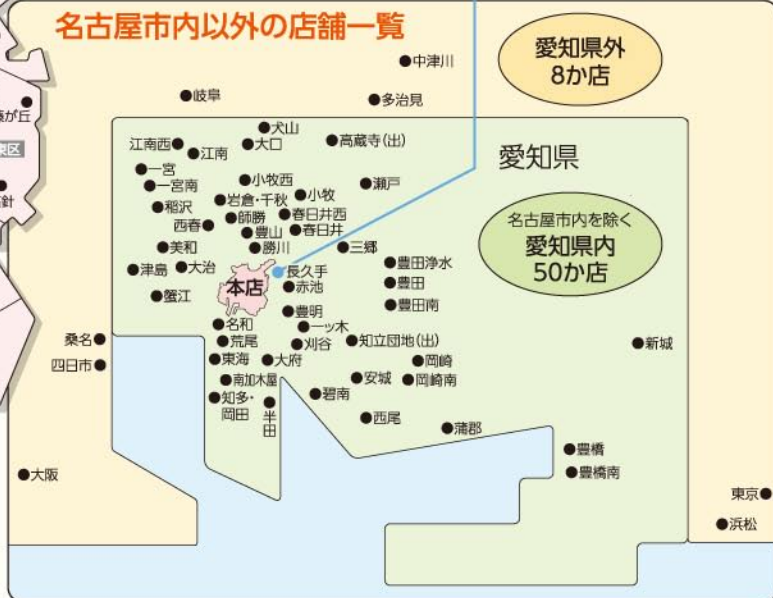 名古屋市内以外の店舗一覧
愛知県外
8か店
●中津川
●岐阜
●多治見
が丘
東区
●犬山
江南西●
●大口
●高蔵寺(出)
●江南
愛知県
●一宮
●一宮南
●小牧西
●瀬戸
●稲沢
●岩倉・千秋
●小牧
西春●
●師勝
●春日井西
●豊山
●春日井
●美和
●勝川
●三郷
名古屋市内を除く
愛知県内
50か店
●津島
●大治
本店
●長久手
●豊田浄水
●赤池
●豊田
●蟹江
●豊明
●豊田南
●名和
●一ッ木
桑名●
●荒尾
●刈谷
●知立団地(出)
●新城
四日市●
●東海
●大府
●岡崎
●南加木屋
●安城
●岡崎南
●知多・
岡田
●半田
●碧南
●西尾
●蒲郡
●豊橋
●豊橋南
●大阪
東京●
●浜松